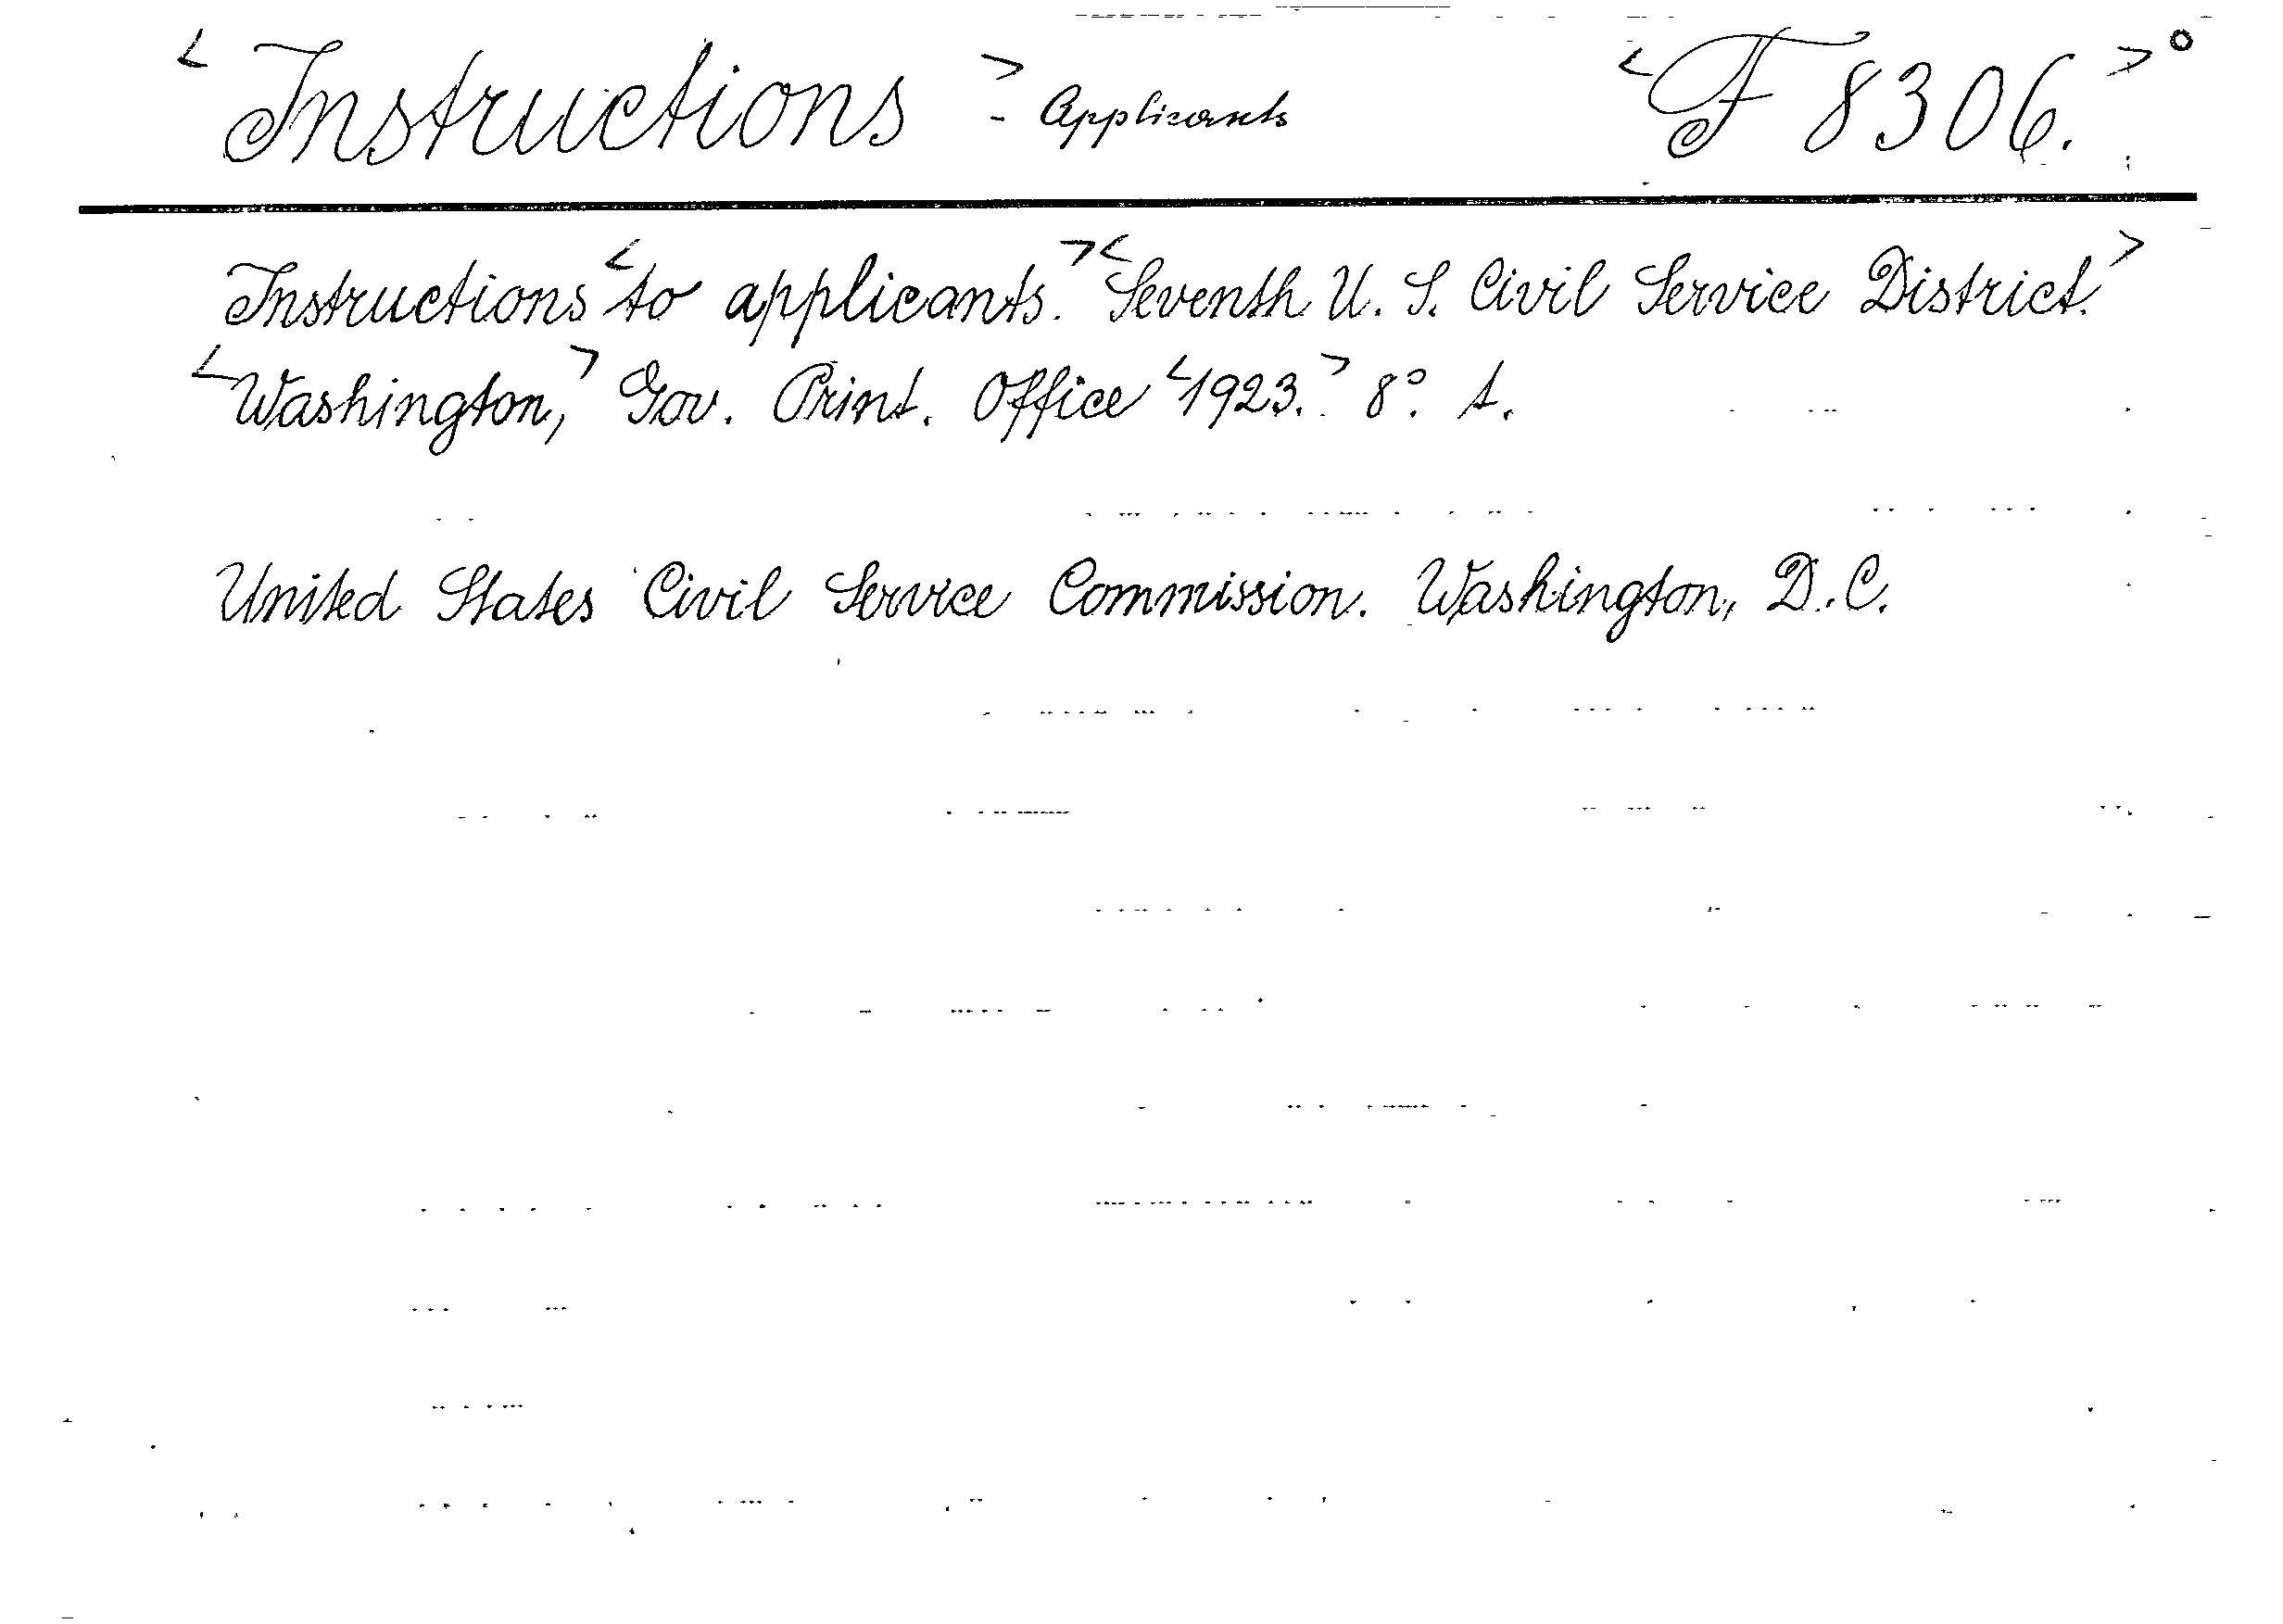 <Instructions> - Applicants <F 8306.>°
Instructions <to applicants.> <Seventh U. S. Civil Service District.>
<Washington,> Gov. Print. Office <1923.> 8°. A.
United States Civil Service Commission. Washington, D.C.